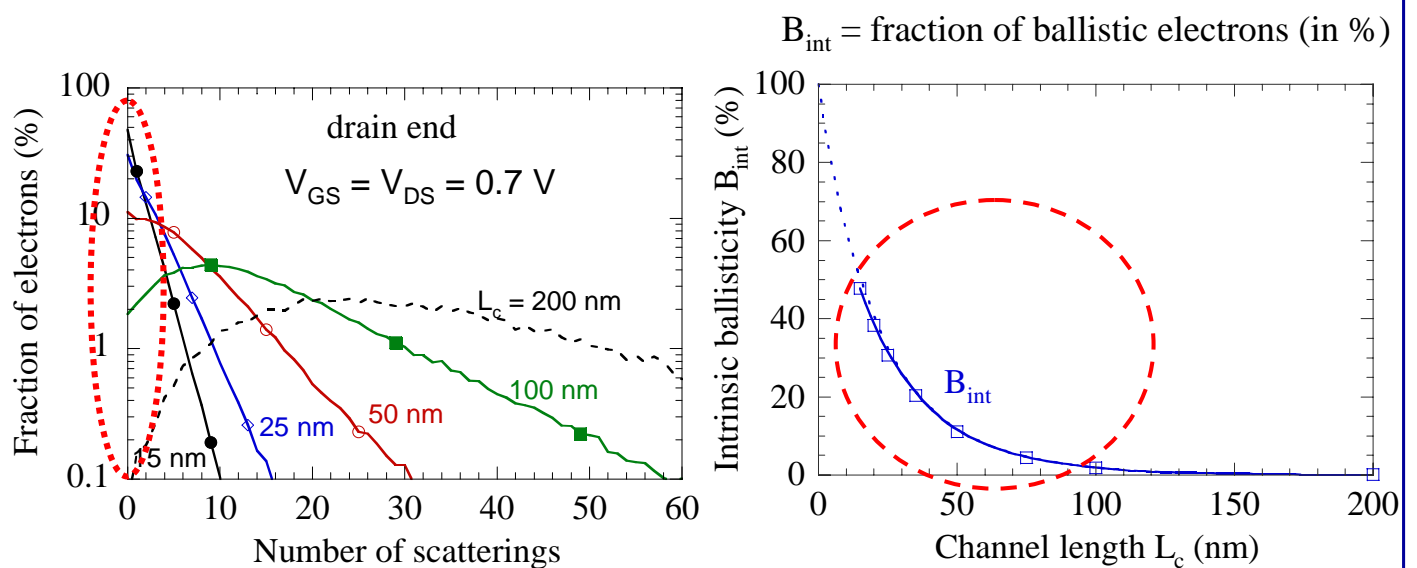 B_int = fraction of ballistic electrons (in %)
Fraction of electrons (%)
100
10
1
0.1
drain end
V_GS = V_DS = 0.7 V
L_c = 200 nm
100 nm
50 nm
25 nm
15 nm
0 10 20 30 40 50 60
Number of scatterings
Intrinsic ballisticity B_int (%)
100
80
60
40
20
0
B_int
0 50 100 150 200
Channel length L_c (nm)